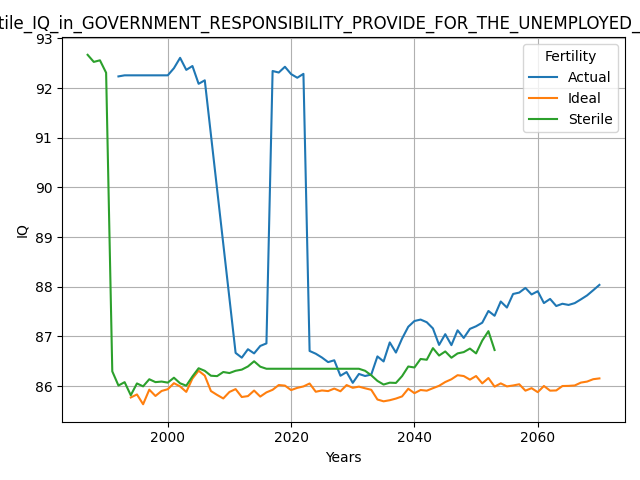 tile_IQ_in_GOVERNMENT_RESPONSIBILITY_PROVIDE_FOR_THE_UNEMPLOYED_
93
92
91
90
89
88
87
86
IQ
Fertility
Actual
Ideal
Sterile
2000 2020 2040 2060
Years